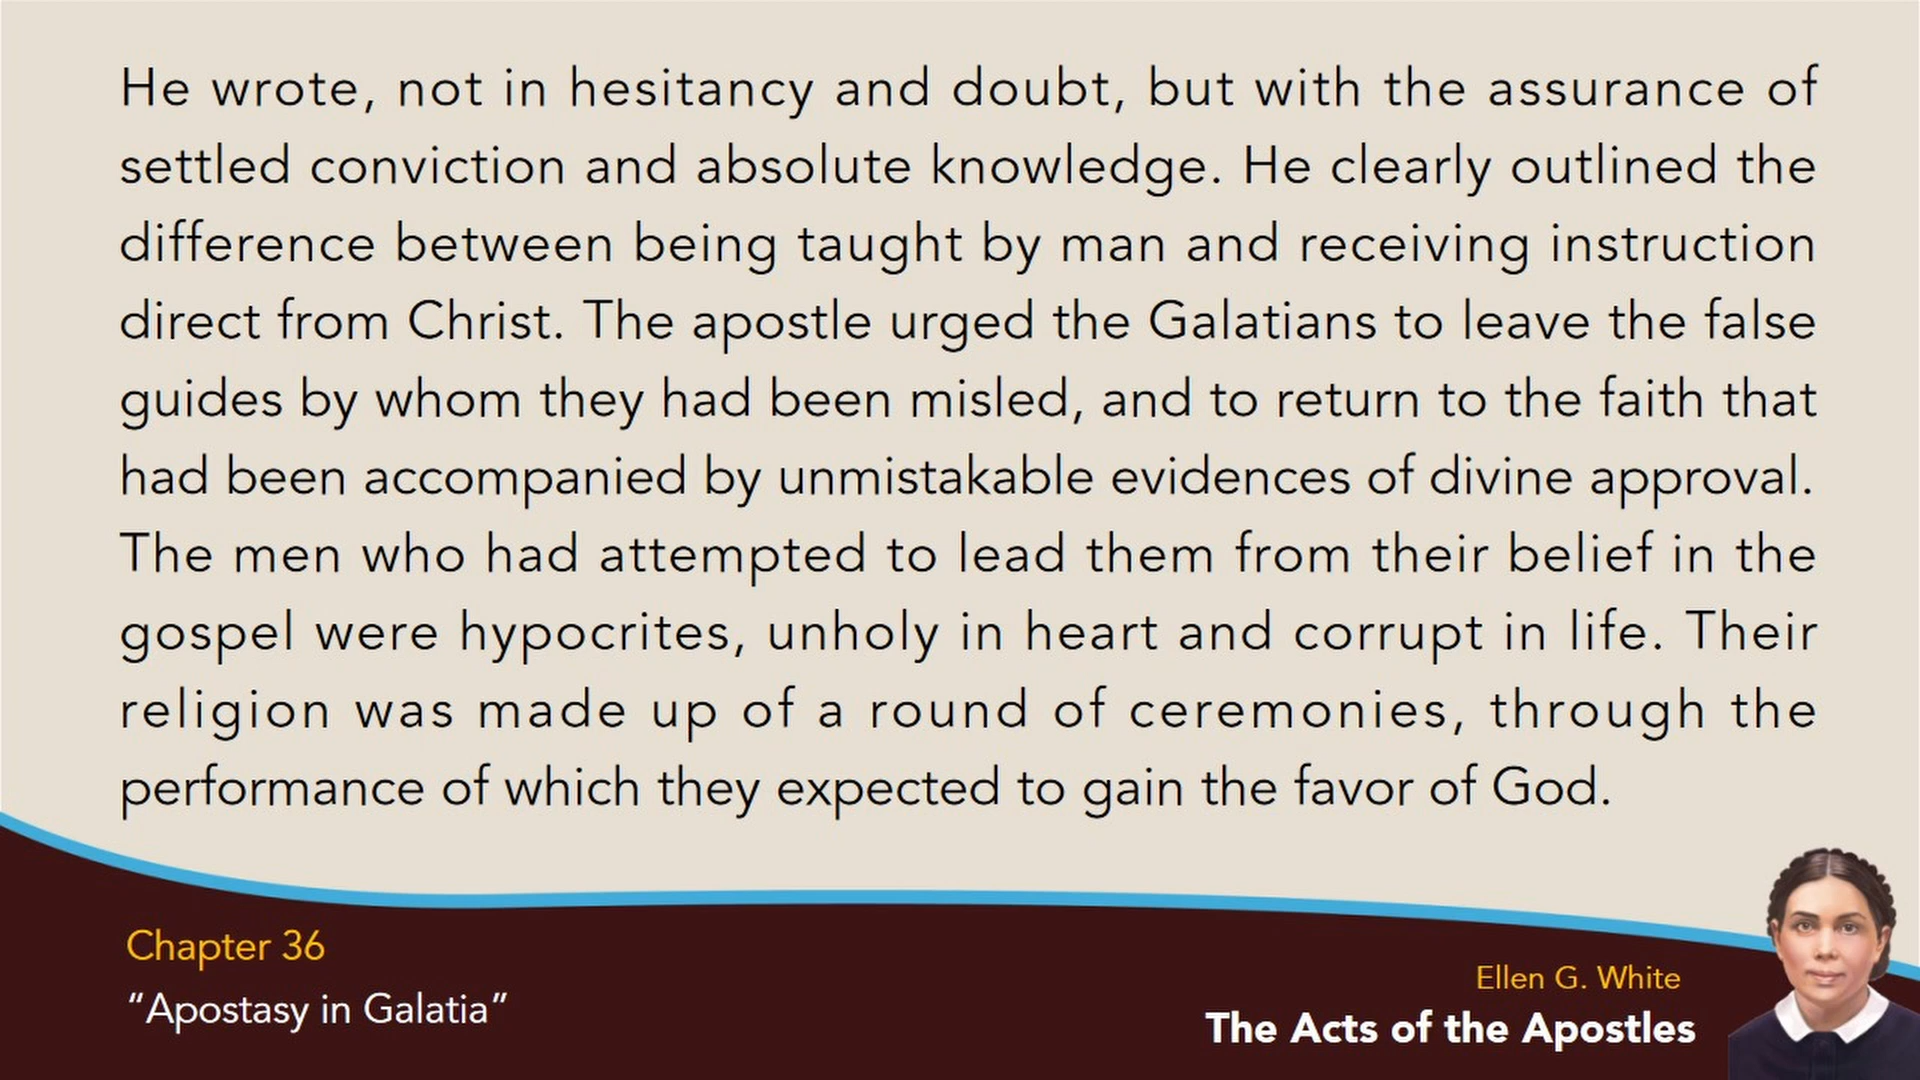 He wrote, not in hesitancy and doubt, but with the assurance of
settled conviction and absolute knowledge. He clearly outlined the
difference between being taught by man and receiving instruction
direct from Christ. The apostle urged the Galatians to leave the false
guides by whom they had been misled, and to return to the faith that
had been accompanied by unmistakable evidences of divine approval.
The men who had attempted to lead them from their belief in the
gospel were hypocrites, unholy in heart and corrupt in life. Their
religion was made up of a round of ceremonies, through the
performance of which they expected to gain the favor of God.
Chapter 36
“Apostasy in Galatia”
Ellen G. White
The Acts of the Apostles